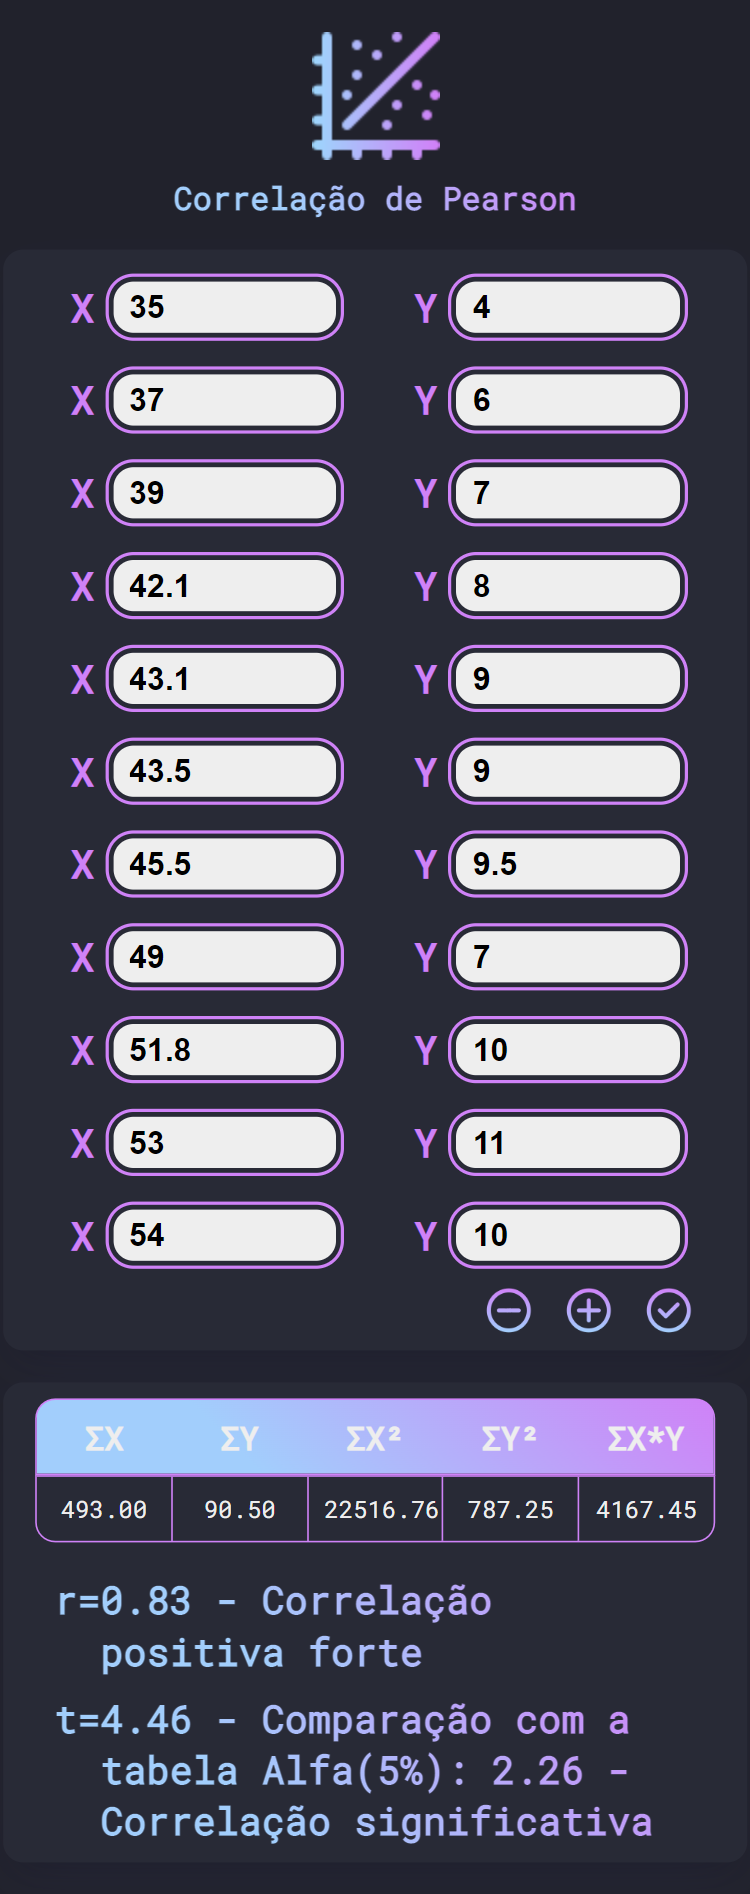 Correlação de Pearson
X 35 Y 4
X 37 Y 6
X 39 Y 7
X 42.1 Y 8
X 43.1 Y 9
X 43.5 Y 9
X 45.5 Y 9.5
X 49 Y 7
X 51.8 Y 10
X 53 Y 11
X 54 Y 10
ΣX ΣY ΣX² ΣY² ΣX*Y
493.00 90.50 22516.76 787.25 4167.45
r=0.83 - Correlação
positiva forte
t=4.46 - Comparação com a
tabela Alfa(5%): 2.26 -
Correlação significativa